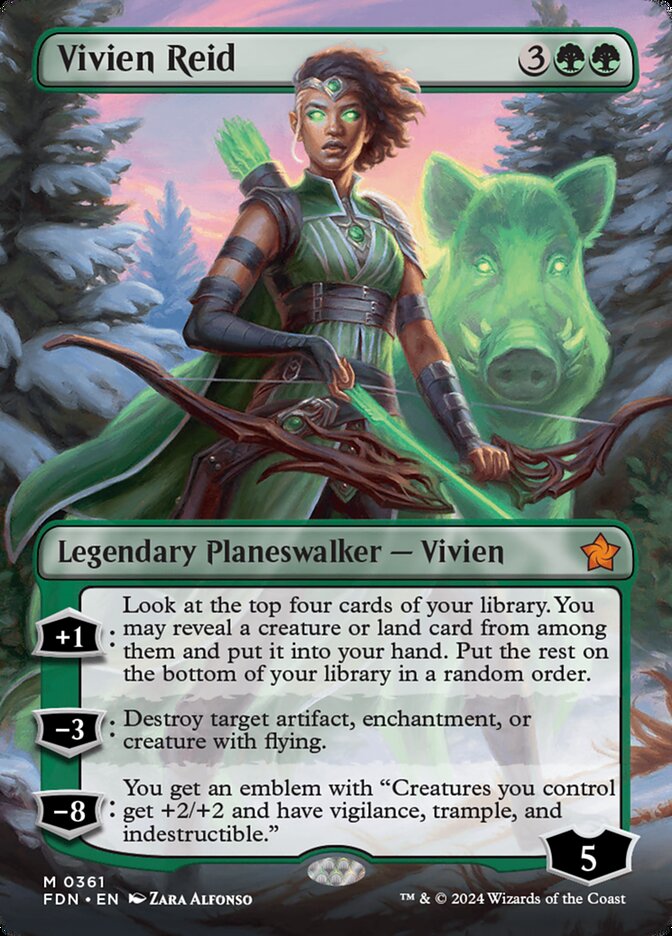 Vivien Reid 3
Legendary Planeswalker — Vivien
+1: Look at the top four cards of your library. You
may reveal a creature or land card from among
them and put it into your hand. Put the rest on
the bottom of your library in a random order.
−3: Destroy target artifact, enchantment, or
creature with flying.
−8: You get an emblem with “Creatures you control
get +2/+2 and have vigilance, trample, and
indestructible.”
5
M 0361
FDN • EN Zara Alfonso
™ & © 2024 Wizards of the Coast